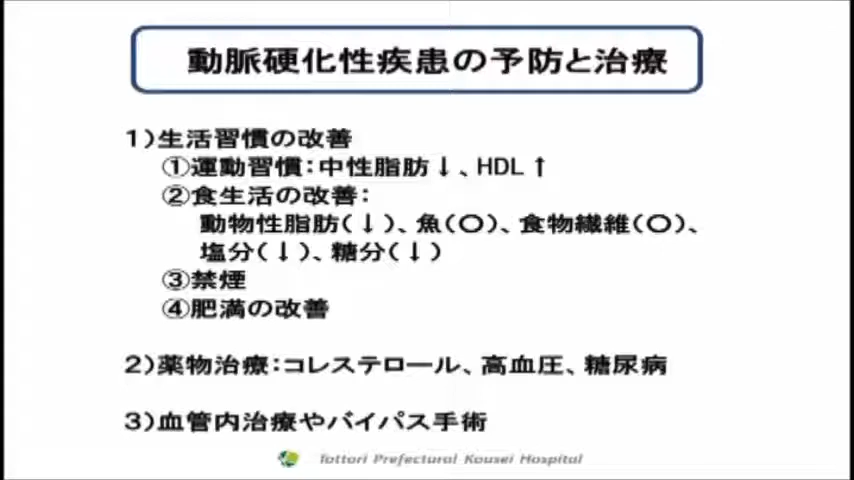 動脈硬化性疾患の予防と治療
1)生活習慣の改善
①運動習慣:中性脂肪↓、HDL↑
②食生活の改善:
動物性脂肪(↓)、魚(〇)、食物繊維(〇)、
塩分(↓)、糖分(↓)
③禁煙
④肥満の改善
2)薬物治療:コレステロール、高血圧、糖尿病
3)血管内治療やバイパス手術
Tottori Prefectural Kousei Hospital